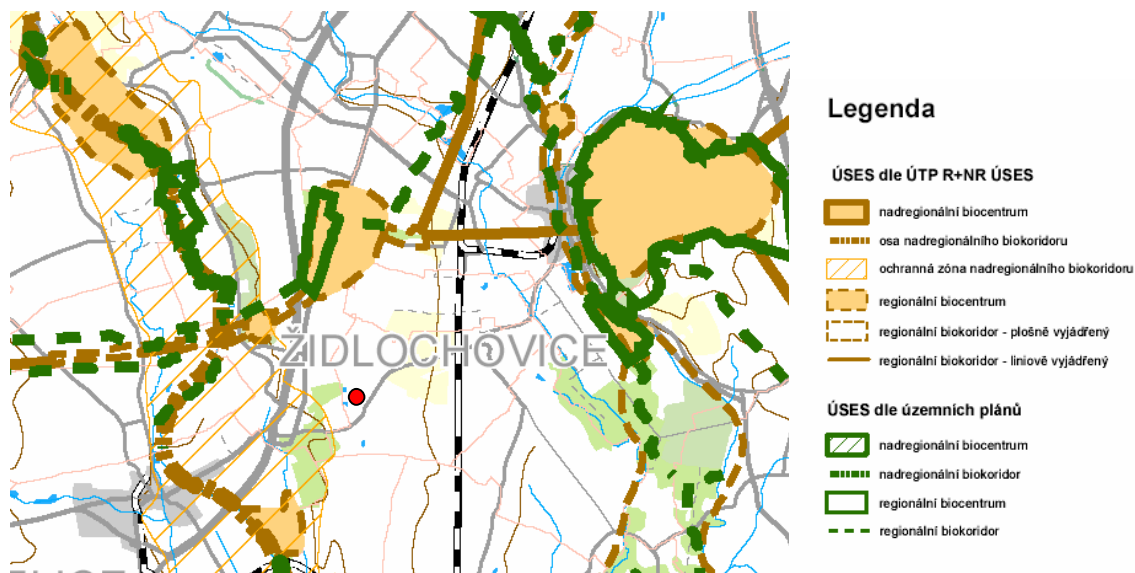 ŽIDLOCHOVICE
Legenda
ÚSES dle ÚTP R+NR ÚSES
nadregionální biocentrum
osa nadregionálního biokoridoru
ochranná zóna nadregionálního biokoridoru
regionální biocentrum
regionální biokoridor - plošně vyjádřený
regionální biokoridor - liniově vyjádřený
ÚSES dle územních plánů
nadregionální biocentrum
nadregionální biokoridor
regionální biocentrum
regionální biokoridor